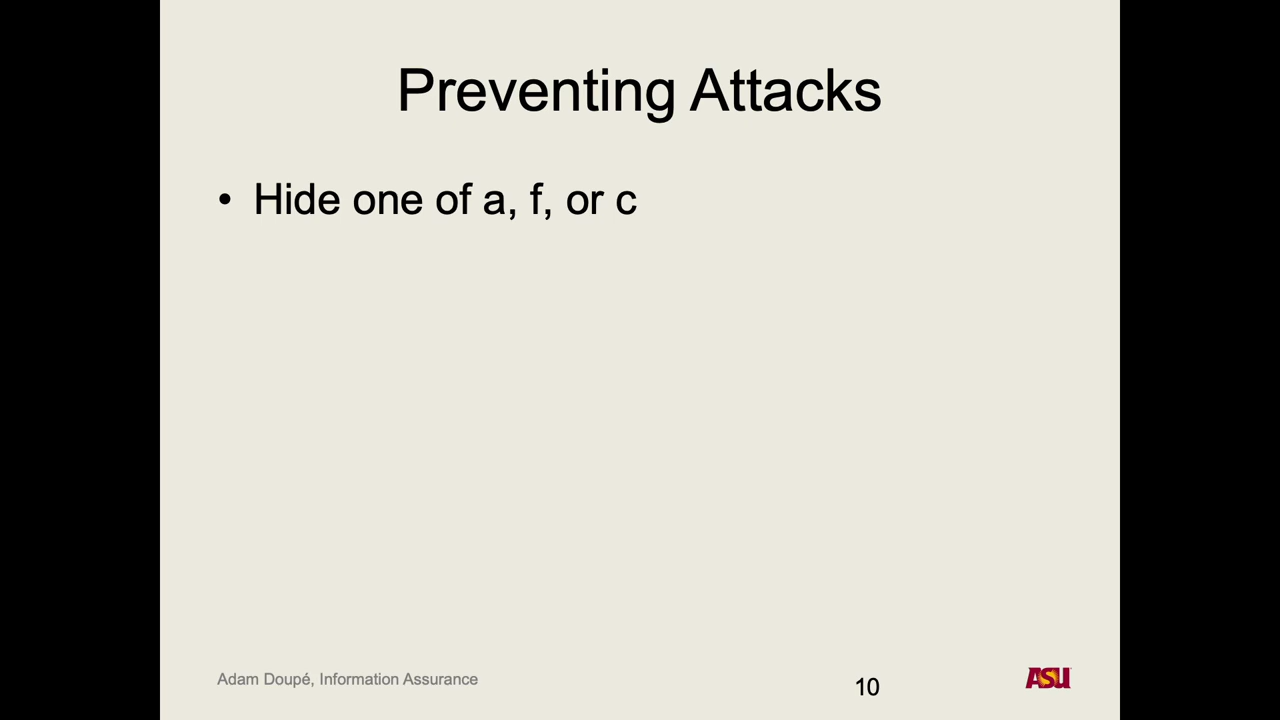 Preventing Attacks
• Hide one of a, f, or c
Adam Doupé, Information Assurance
10
ASU